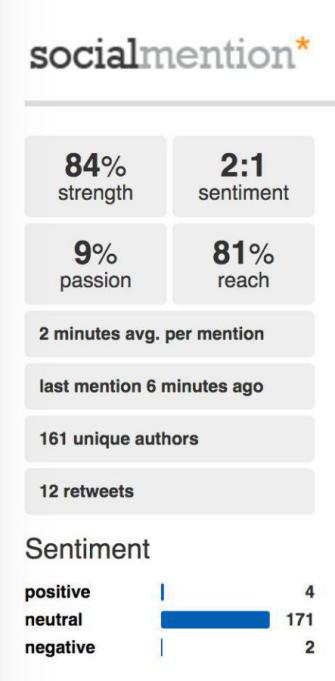 socialmention*
84%
strength
2:1
sentiment
9%
passion
81%
reach
2 minutes avg. per mention
last mention 6 minutes ago
161 unique authors
12 retweets
Sentiment
positive 4
neutral 171
negative 2